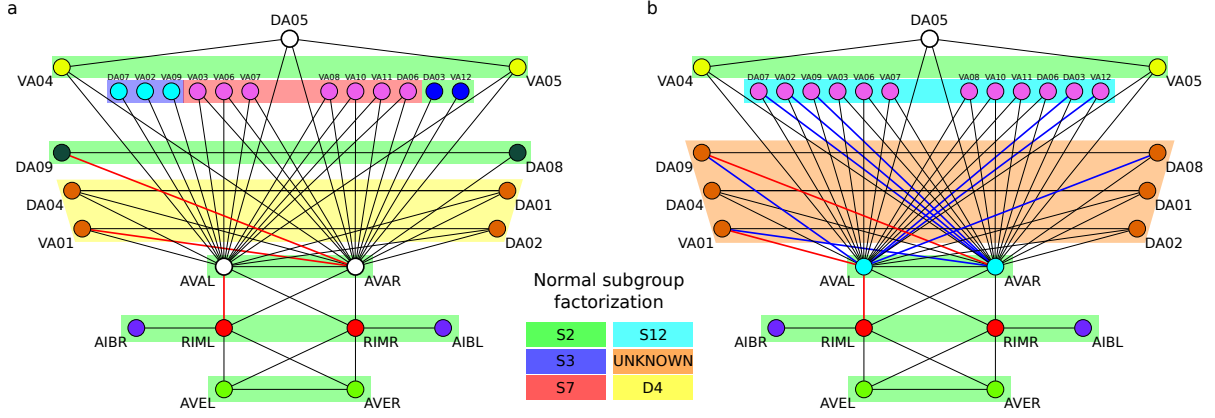 a
b
DA05
DA05
VA04
DA07 VA02 VA09 VA03 VA06 VA07
VA08 VA10 VA11 DA06 DA03 VA12
VA05
VA04
DA07 VA02 VA09 VA03 VA06 VA07
VA08 VA10 VA11 DA06 DA03 VA12
VA05
DA09
DA08
DA09
DA08
DA04
DA01
DA04
DA01
VA01
DA02
VA01
DA02
AVAL
AVAR
AVAL
AVAR
Normal subgroup
factorization
S2
S12
S3
UNKNOWN
S7
D4
AIBR
RIML
RIMR
AIBL
AIBR
RIML
RIMR
AIBL
AVEL
AVER
AVEL
AVER